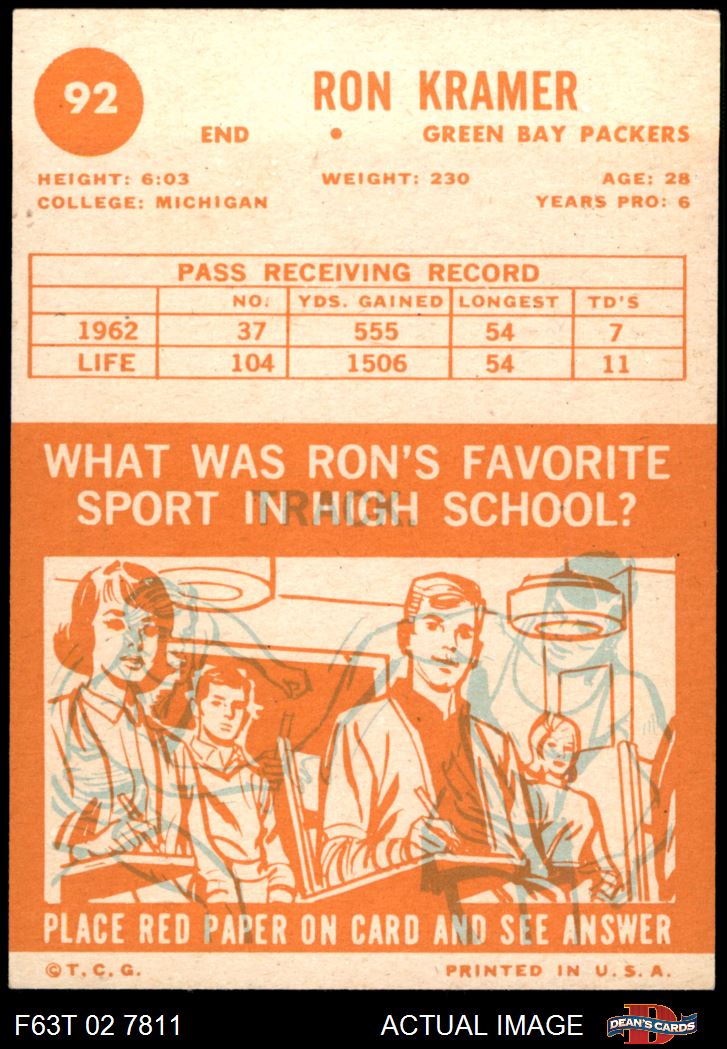 92
RON KRAMER
END • GREEN BAY PACKERS
HEIGHT: 6:03 WEIGHT: 230 AGE: 28
COLLEGE: MICHIGAN YEARS PRO: 6
PASS RECEIVING RECORD
NO. YDS. GAINED LONGEST TD'S
1962 37 555 54 7
LIFE 104 1506 54 11
WHAT WAS RON'S FAVORITE
SPORT IN HIGH SCHOOL?
TRACK.
PLACE RED PAPER ON CARD AND SEE ANSWER
© T. C. G. PRINTED IN U. S. A.
F63T 02 7811 ACTUAL IMAGE D DEAN'S CARDS